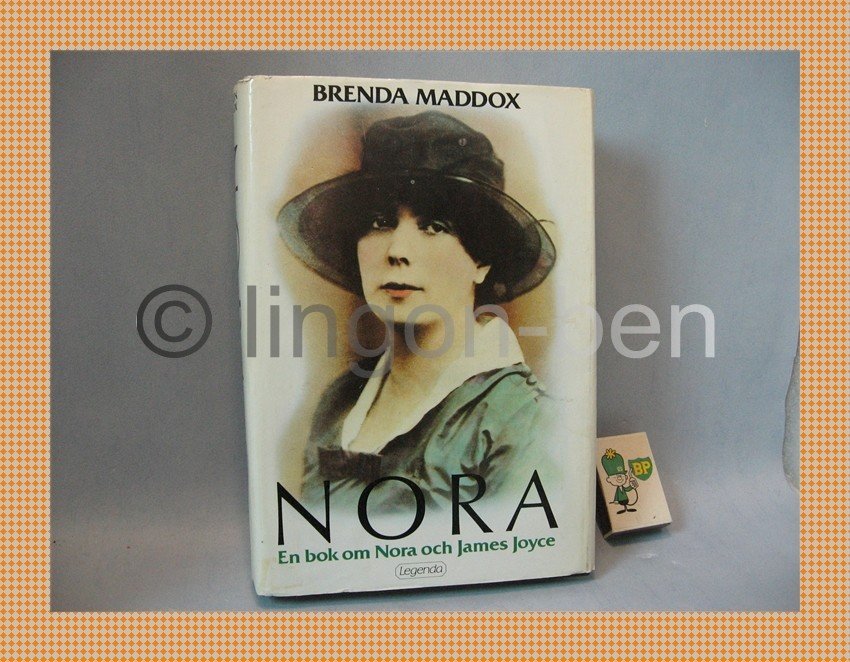 BRENDA MADDOX
© lingon-ben
NORA
En bok om Nora och James Joyce
Legenda
BP